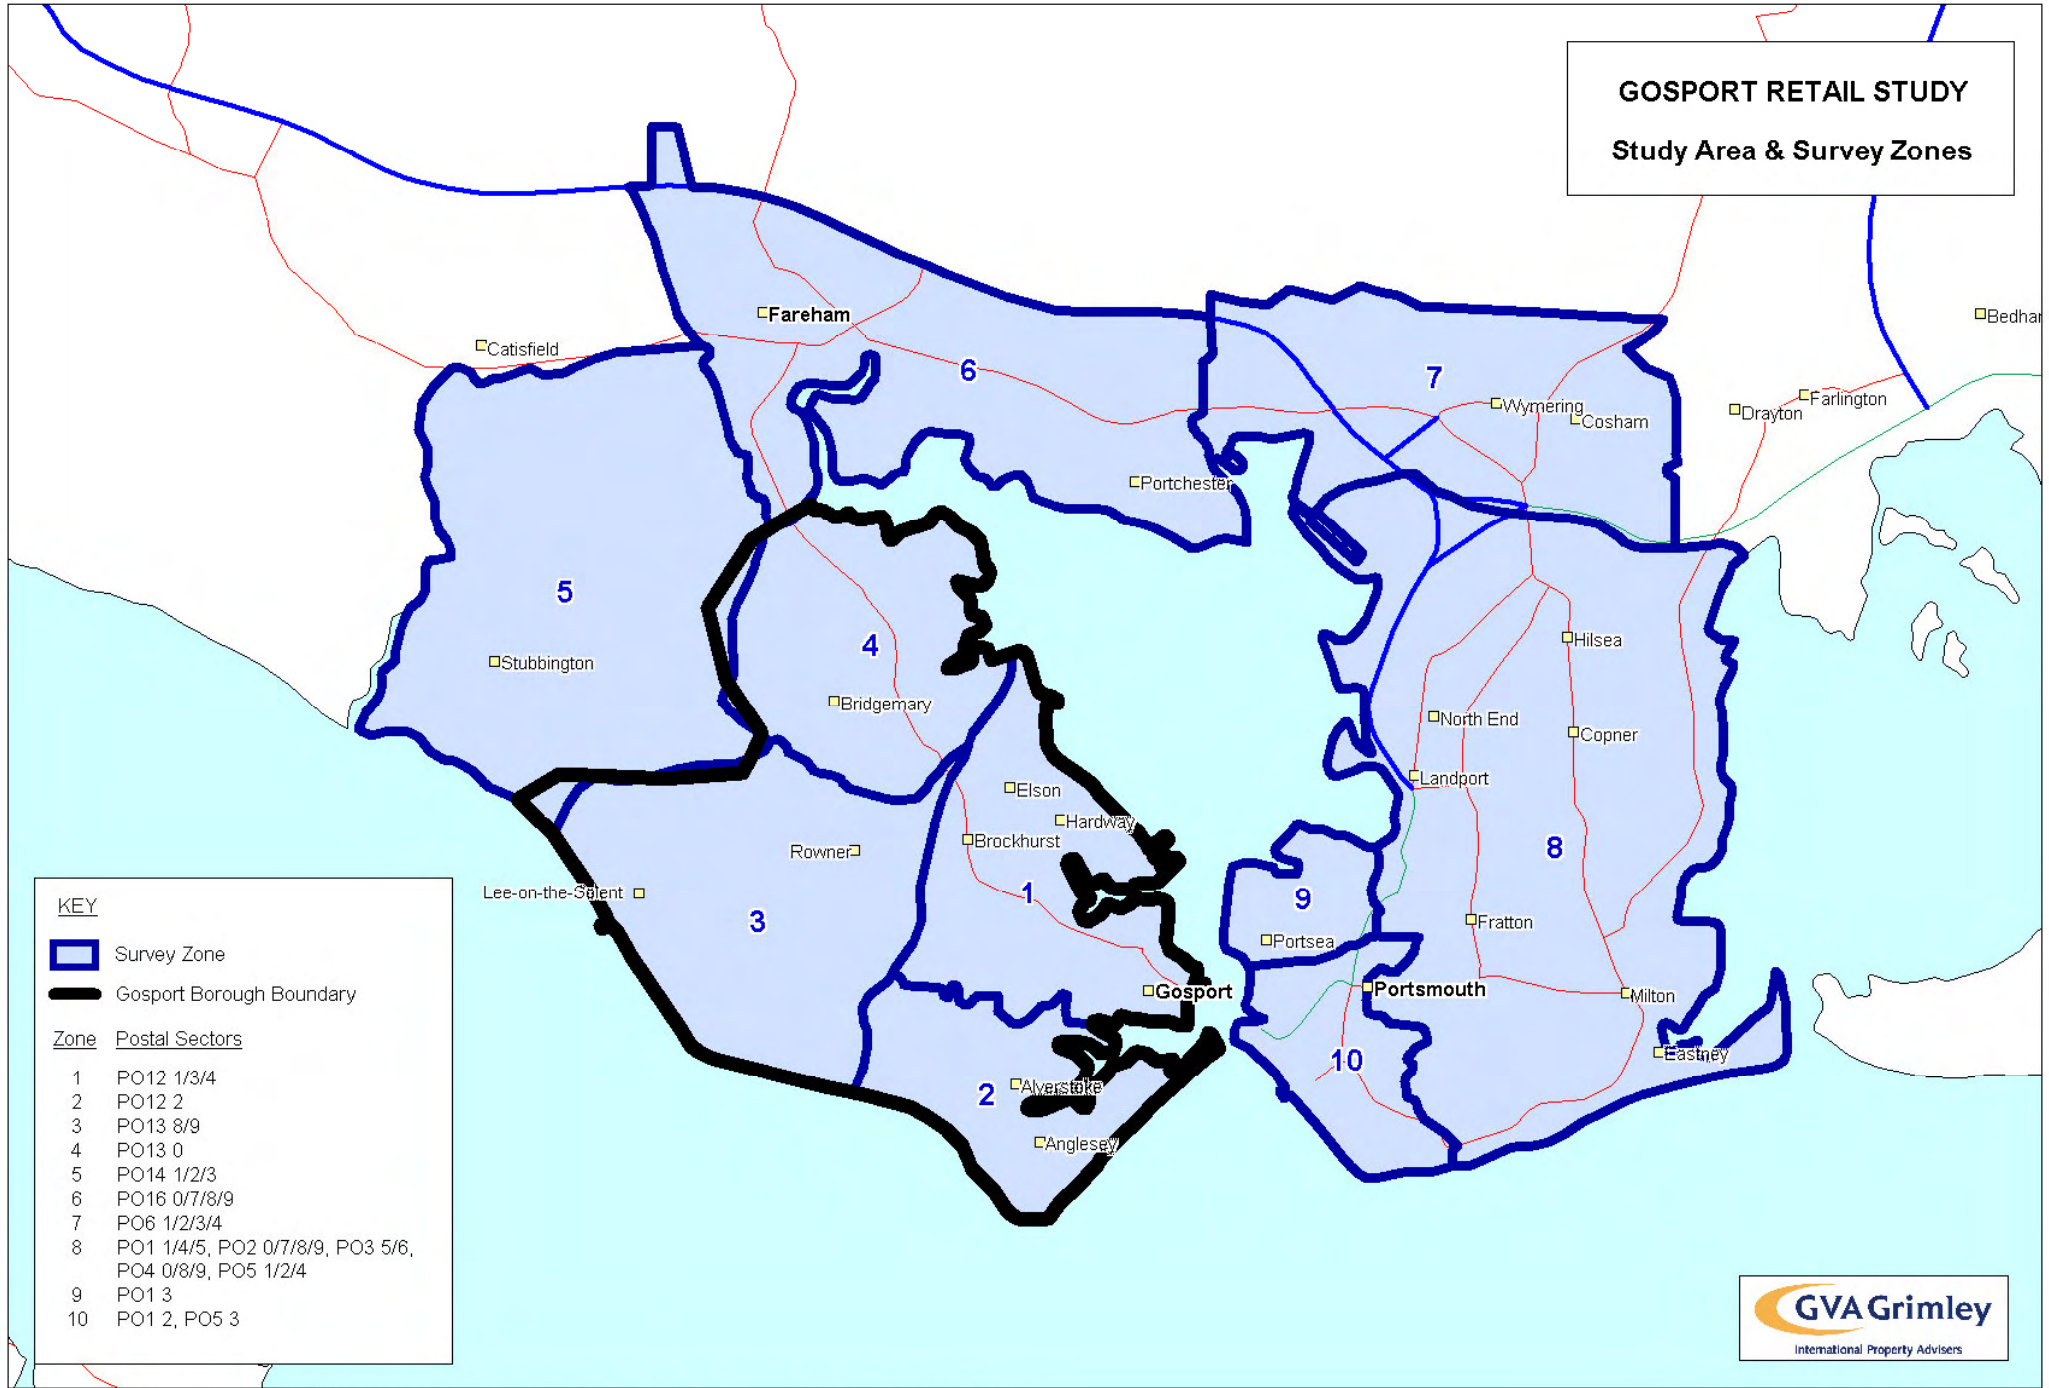 GOSPORT RETAIL STUDY
Study Area & Survey Zones
Fareham
Bedhar
Catisfield
6
7
Wymering
Cosham
Drayton
Farlington
Portchester
5
4
Hilsea
Stubbington
Bridgemary
North End
Copner
Landport
Elson
Hardway
Brockhurst
Rowner
8
Lee-on-the-Solent
1
9
3
Fratton
Portsea
Gosport
Portsmouth
Milton
10
Eastney
2
Alverstoke
Anglesey
KEY
Survey Zone
Gosport Borough Boundary
Zone Postal Sectors
1 PO12 1/3/4
2 PO12 2
3 PO13 8/9
4 PO13 0
5 PO14 1/2/3
6 PO16 0/7/8/9
7 PO6 1/2/3/4
8 PO1 1/4/5, PO2 0/7/8/9, PO3 5/6,
PO4 0/8/9, PO5 1/2/4
9 PO1 3
10 PO1 2, PO5 3
GVA Grimley
International Property Advisers